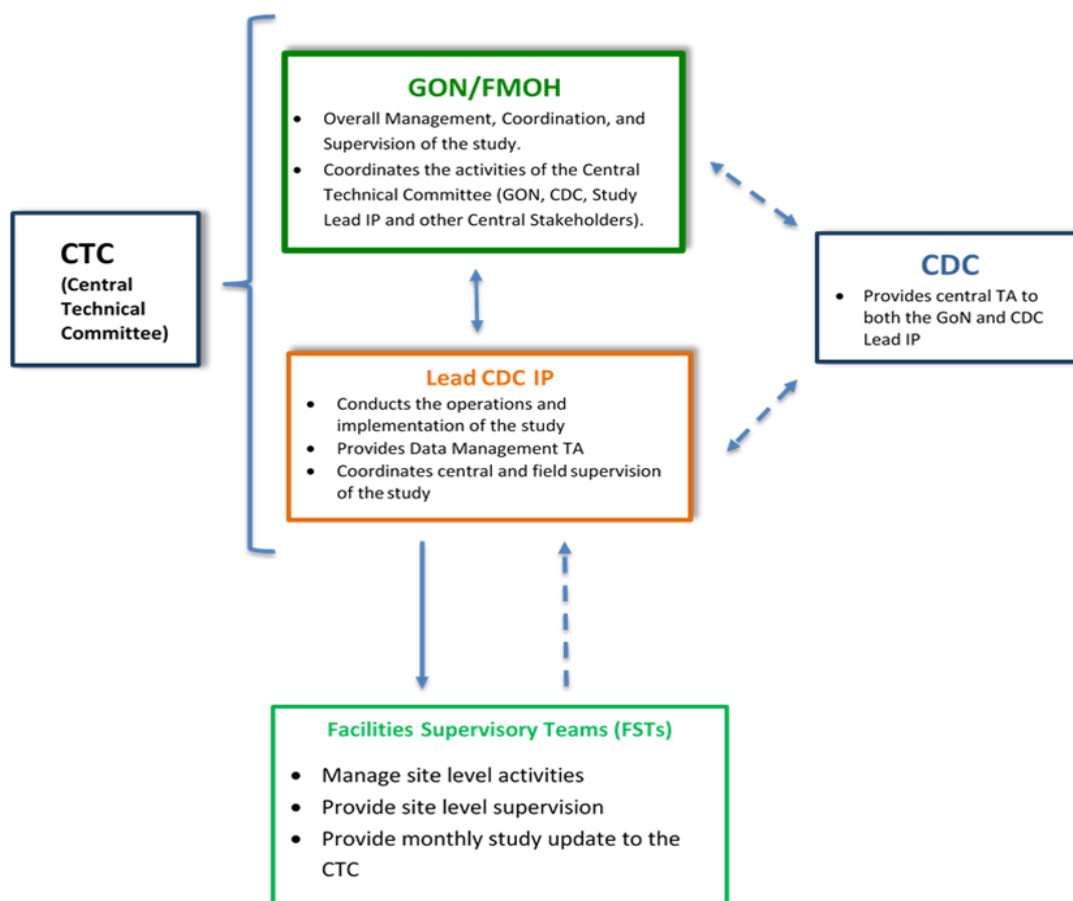 GON/FMOH
• Overall Management, Coordination, and
Supervision of the study.
• Coordinates the activities of the Central
Technical Committee (GON, CDC, Study
Lead IP and other Central Stakeholders).
CTC
(Central
Technical
Committee)
CDC
• Provides central TA to
both the GoN and CDC
Lead IP
Lead CDC IP
• Conducts the operations and
implementation of the study
• Provides Data Management TA
• Coordinates central and field supervision
of the study
Facilities Supervisory Teams (FSTs)
• Manage site level activities
• Provide site level supervision
• Provide monthly study update to the
CTC